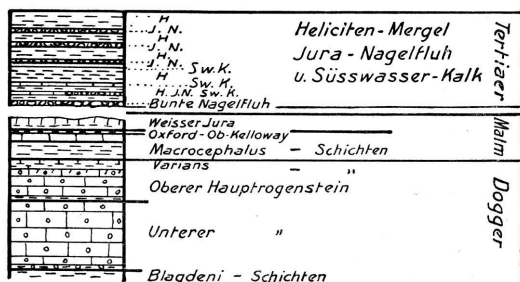 H
J. N. Heliciten-Mergel
H
J. N. Jura-Nagelfluh
H
J. N.
Sw. K. u. Süsswasser-Kalk
H
Sw. K.
H. J.N. Sw. K.
Bunte Nagelfluh
Tertiaer
Weisser Jura
Oxford-Ob. Kelloway
Macrocephalus - Schichten
Malm
Varians - "
Oberer Hauptrogenstein
Unterer "
Blagdeni - Schichten
Dogger